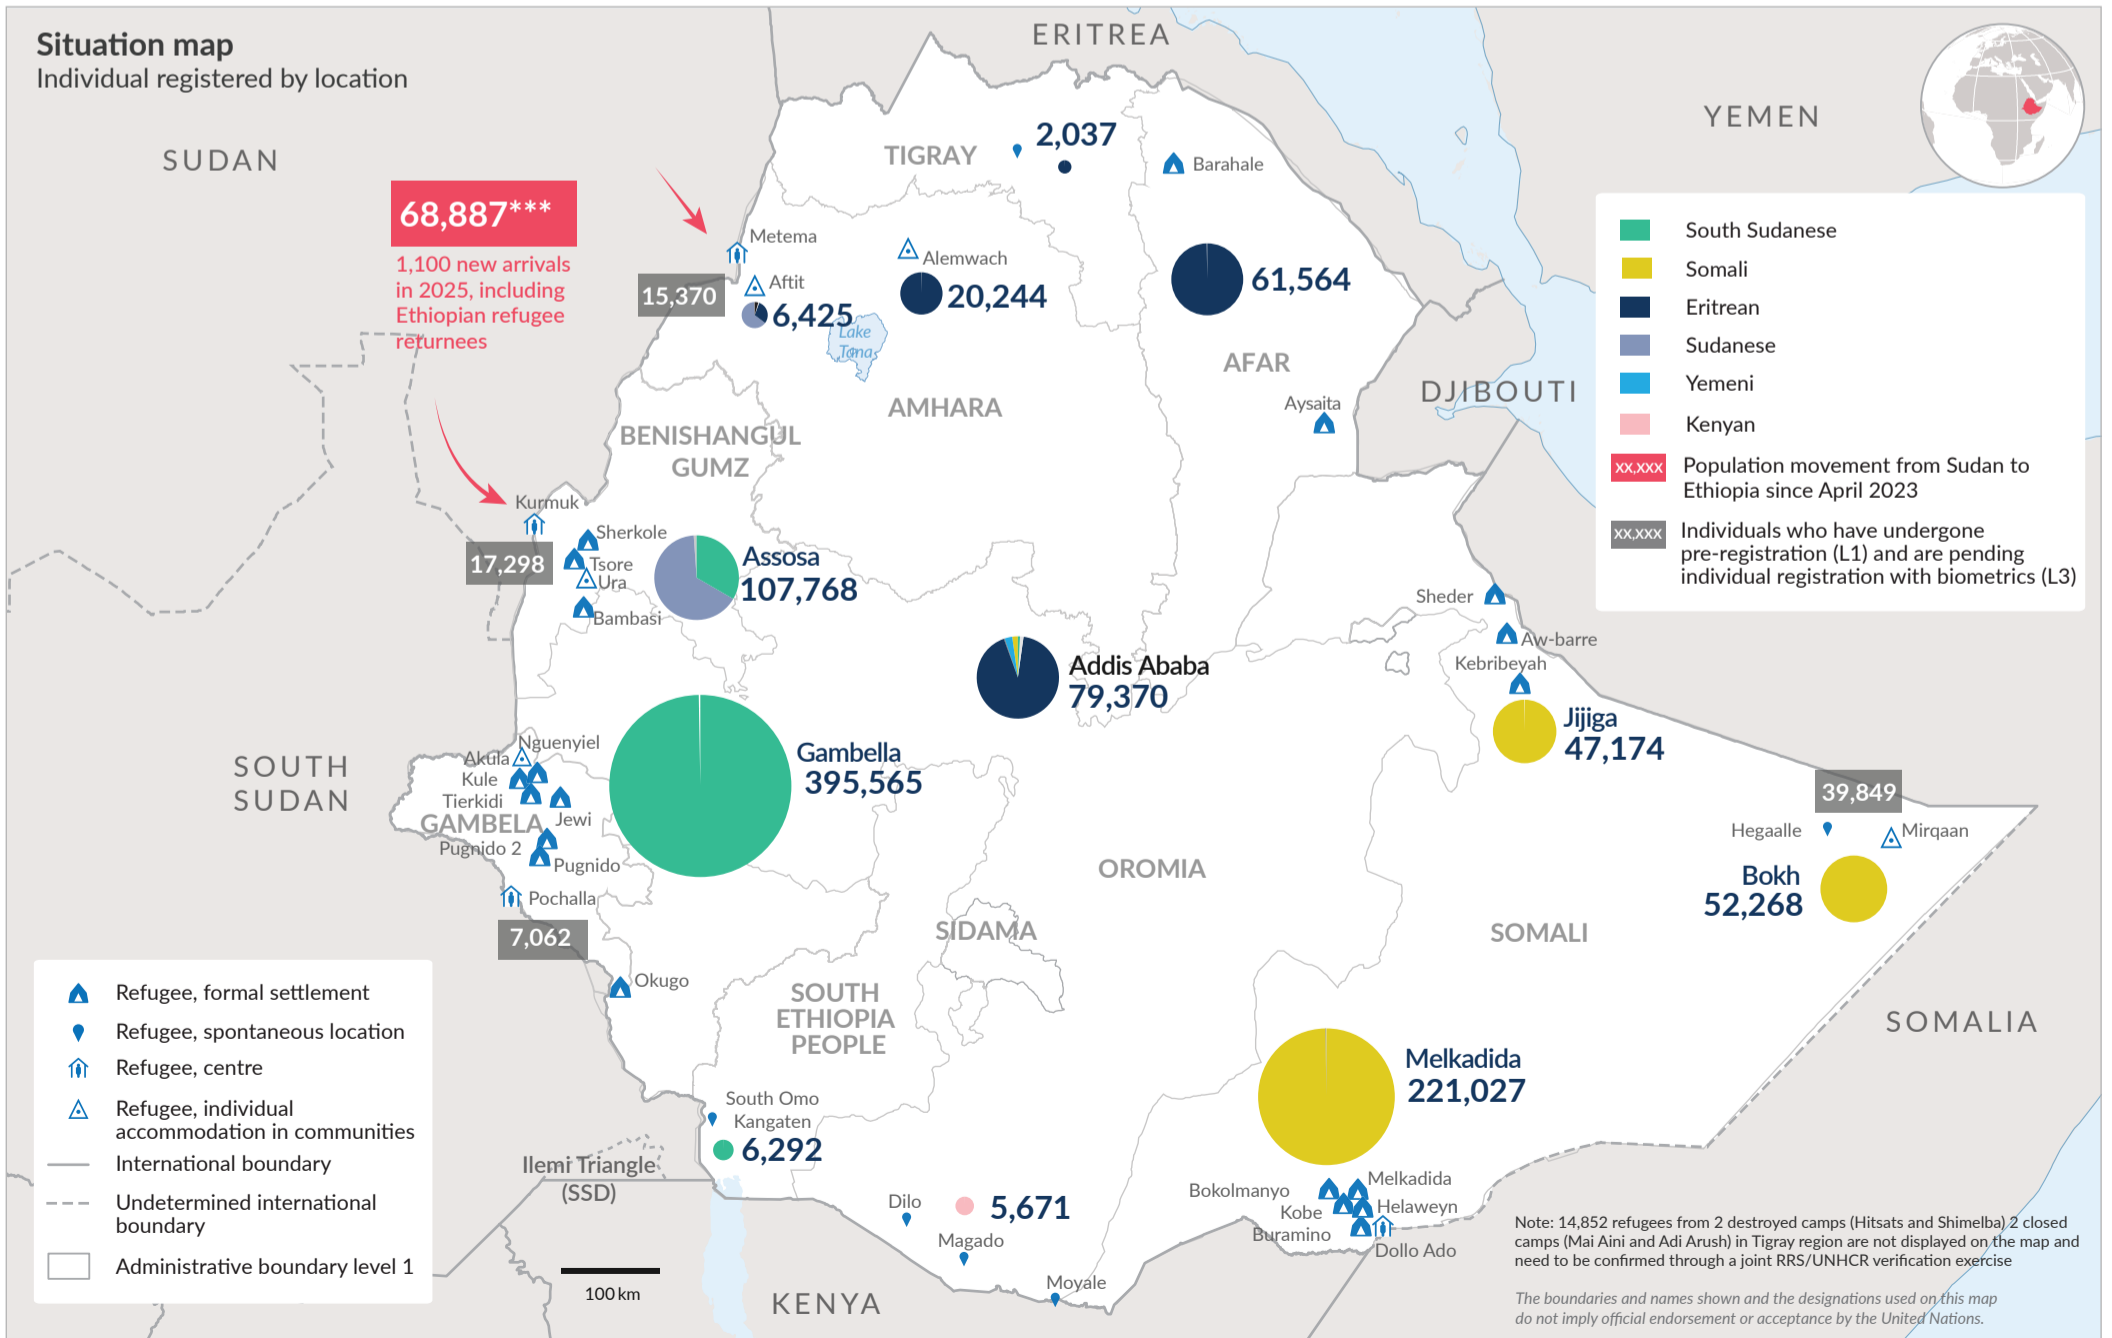 Situation map
Individual registered by location
ERITREA
YEMEN
SUDAN
TIGRAY
2,037
Barahale
68,887***
1,100 new arrivals
in 2025, including
Ethiopian refugee
returnees
Metema
Aftit
15,370
6,425
Alemwach
20,244
Lake
Tana
61,564
AFAR
Aysaita
DJIBOUTI
AMHARA
BENISHANGUL
GUMZ
South Sudanese
Somali
Eritrean
Sudanese
Yemeni
Kenyan
xx,xxx
Population movement from Sudan to
Ethiopia since April 2023
xx,xxx
Individuals who have undergone
pre-registration (L1) and are pending
individual registration with biometrics (L3)
Kurmuk
Sherkole
17,298
Tsore
Ura
Bambasi
Assosa
107,768
Addis Ababa
79,370
Sheder
Aw-barre
Kebribeyah
Jijiga
47,174
SOUTH
SUDAN
Nguenyiel
Akula
Kule
Tierkidi
GAMBELA
Jewi
Pugnido 2
Pugnido
Pochalla
7,062
Okugo
Gambella
395,565
OROMIA
SIDAMA
SOUTH
ETHIOPIA
PEOPLE
SOMALI
39,849
Hegaalle
Mirqaan
Bokh
52,268
SOMALIA
Melkadida
221,027
South Omo
Kangaten
6,292
Ilemi Triangle
(SSD)
Dilo
5,671
Magado
Moyale
Bokolmanyo
Melkadida
Kobe
Helaweyn
Buramino
Dollo Ado
KENYA
100 km
Refugee, formal settlement
Refugee, spontaneous location
Refugee, centre
Refugee, individual
accommodation in communities
International boundary
Undetermined international
boundary
Administrative boundary level 1
Note: 14,852 refugees from 2 destroyed camps (Hitsats and Shimelba) 2 closed
camps (Mai Aini and Adi Arush) in Tigray region are not displayed on the map and
need to be confirmed through a joint RRS/UNHCR verification exercise
The boundaries and names shown and the designations used on this map
do not imply official endorsement or acceptance by the United Nations.